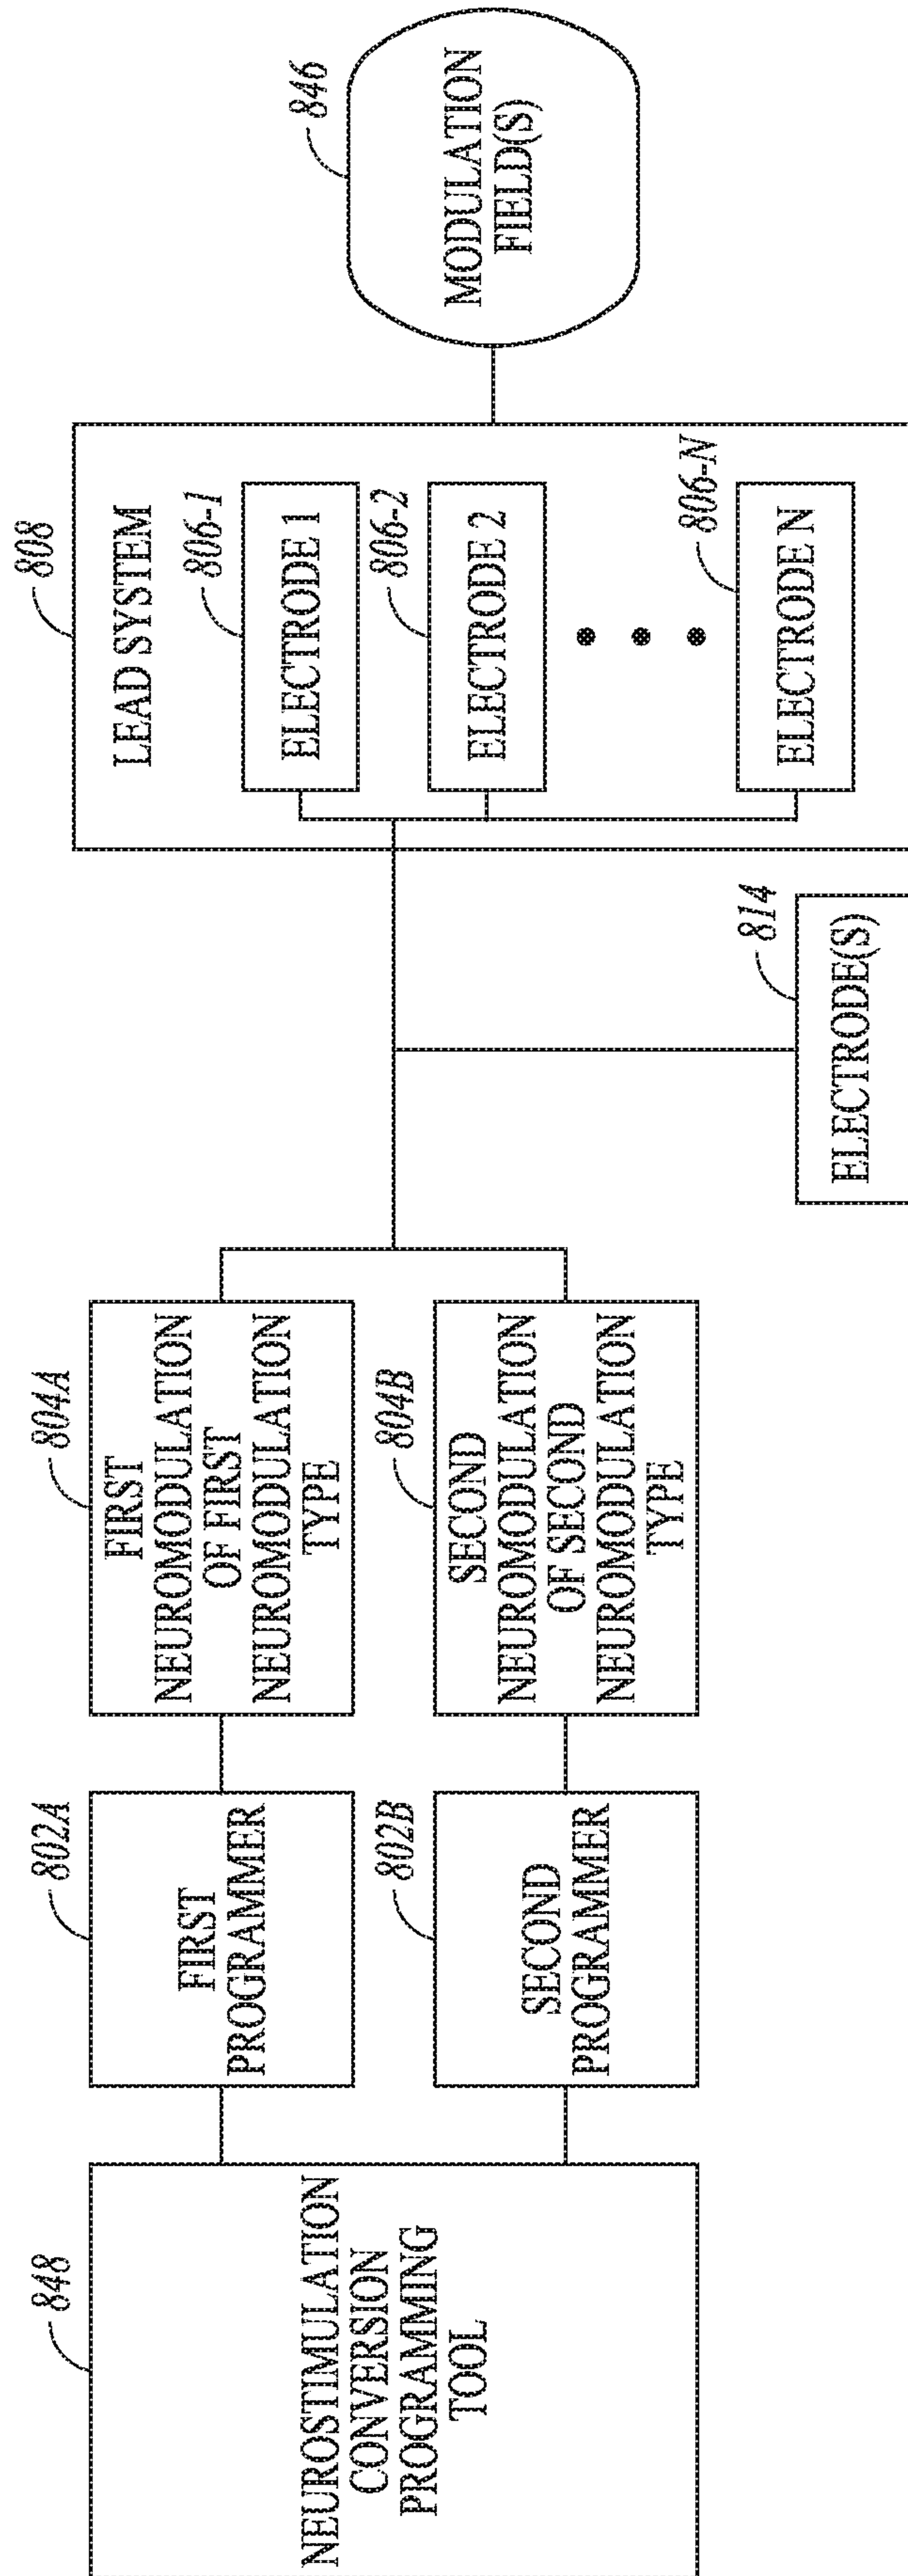 848
NEUROSTIMULATION
CONVERSION
PROGRAMMING
TOOL
802A
FIRST
PROGRAMMER
802B
SECOND
PROGRAMMER
804A
FIRST
NEUROMODULATION
OF FIRST
NEUROMODULATION
TYPE
804B
SECOND
NEUROMODULATION
OF SECOND
NEUROMODULATION
TYPE
814
ELECTRODE(S)
808
LEAD SYSTEM
806-1
ELECTRODE 1
806-2
ELECTRODE 2
806-N
ELECTRODE N
846
MODULATION
FIELD(S)